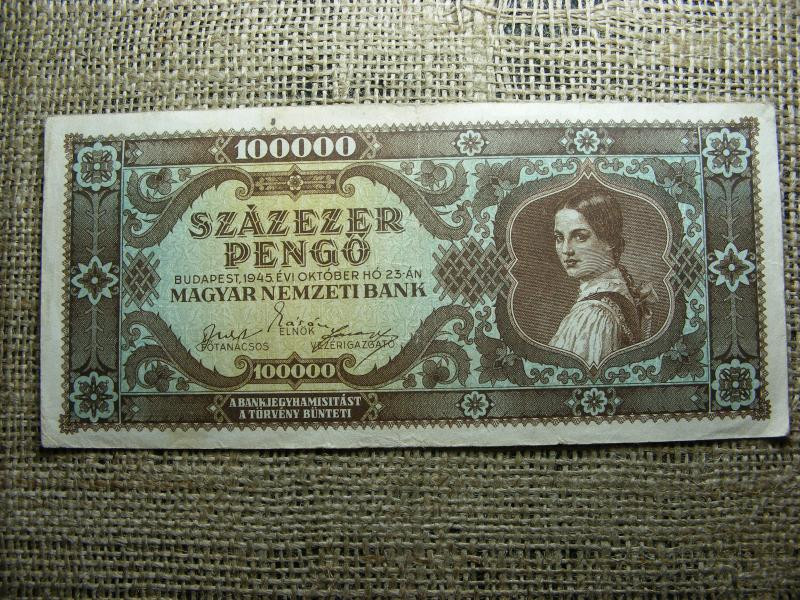 100000
SZÁZEZER
PENGŐ
BUDAPEST, 1945. ÉVI OKTÓBER HÓ 23-ÁN
MAGYAR NEMZETI BANK
ELNÖK
FŐTANÁCSOS VEZÉRIGAZGATÓ
100000
A BANKJEGYHAMISITÁST
A TÖRVÉNY BÜNTETI